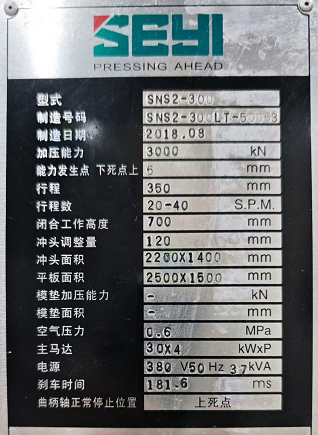 SEYI
PRESSING AHEAD
型式 SNS2-300
制造号码 SNS2-300LT-
制造日期 2018.08
加压能力 3000 kN
能力发生点 下死点上 6 mm
行程 350 mm
行程数 20-40 S.P.M.
闭合工作高度 700 mm
冲头调整量 120 mm
冲头面积 2200X1400 mm
平板面积 2500X1500 mm
模垫加压能力 - kN
模垫面积 - mm
空气压力 0.6 MPa
主马达 30X4 kWxP
电源 380 V 50 Hz 37 kVA
刹车时间 181.6 ms
曲柄轴正常停止位置 上死点